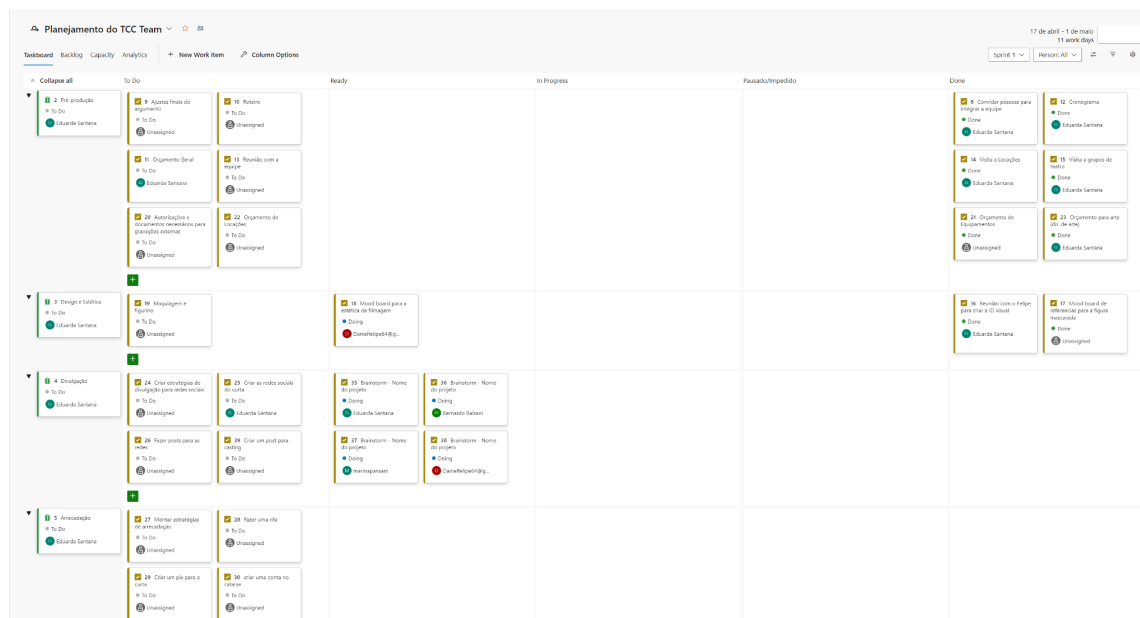 Planejamento do TCC Team
17 de abril - 1 de maio
11 work days
Taskboard Backlog Capacity Analytics + New Work Item Column Options
Sprint 1 Person: All
Collapse all To Do Ready In Progress Pausado/Impedido Done
2 Pré-produção
To Do
Eduarda Santana
9 Ajustes finais do
argumento
To Do
Unassigned
10 Roteiro
To Do
Unassigned
8 Convidar pessoas para
integrar a equipe
Done
Eduarda Santana
12 Cronograma
Done
Eduarda Santana
11 Orçamento Geral
To Do
Eduarda Santana
13 Reunião com a
equipe
To Do
Unassigned
14 Visita a Locações
Done
Eduarda Santana
15 Visita a grupos de
teatro
Done
Eduarda Santana
20 Autorizações e
documentos necessários para
gravações externas
To Do
Unassigned
22 Orçamento de
Locações
To Do
Unassigned
21 Orçamento de
Equipamentos
Done
Unassigned
23 Orçamento para arte
(dir. de arte)
Done
Eduarda Santana
3 Design e Estética
To Do
Eduarda Santana
19 Maquiagem e
figurino
To Do
Unassigned
18 Mood board para a
estética de filmagem
Doing
Danielfelipe64@g...
16 Reunião com o Felipe
para criar a ID visual
Done
Eduarda Santana
17 Mood board de
referencias para a figura
mascarada
Done
Unassigned
4 Divulgação
To Do
Eduarda Santana
24 Criar estratégias de
divulgação para redes sociais
To Do
Unassigned
25 Criar as redes sociais
do curta
To Do
Eduarda Santana
35 Brainstorm - Nome
do projeto
Doing
Eduarda Santana
36 Brainstorm - Nome
do projeto
Doing
Bernardo Balsani
26 Fazer posts para as
redes
To Do
Unassigned
39 Criar um post para
casting
To Do
Unassigned
37 Brainstorm - Nome
do projeto
Doing
marinapansani
38 Brainstorm - Nome
do projeto
Doing
Danielfelipe64@g...
5 Arrecadação
To Do
Eduarda Santana
27 Montar estratégias
de arrecadação
To Do
Unassigned
28 Fazer uma rifa
To Do
Unassigned
29 Criar um pix para o
curta
To Do
Unassigned
30 criar uma conta no
catarse
To Do
Unassigned